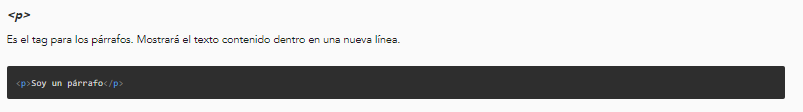 <p>
Es el tag para los párrafos. Mostrará el texto contenido dentro en una nueva línea.
<p>Soy un párrafo</p>